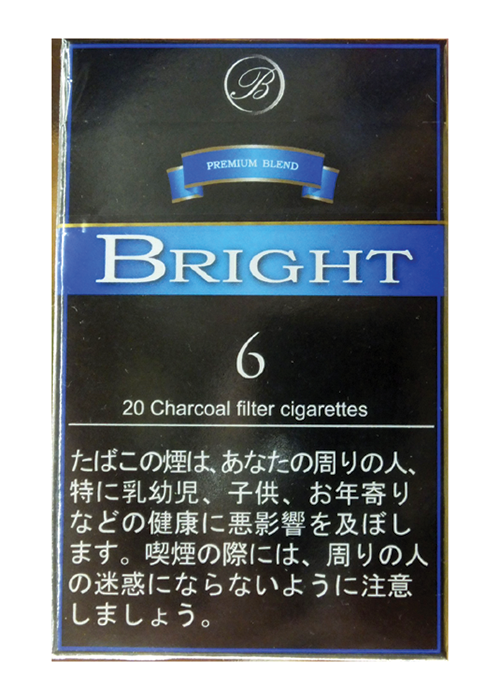 B
PREMIUM BLEND
BRIGHT
6
20 Charcoal filter cigarettes
たばこの煙は、あなたの周りの人、
特に乳幼児、子供、お年寄り
などの健康に悪影響を及ぼし
ます。喫煙の際には、周りの人
の迷惑にならないように注意
しましょう。